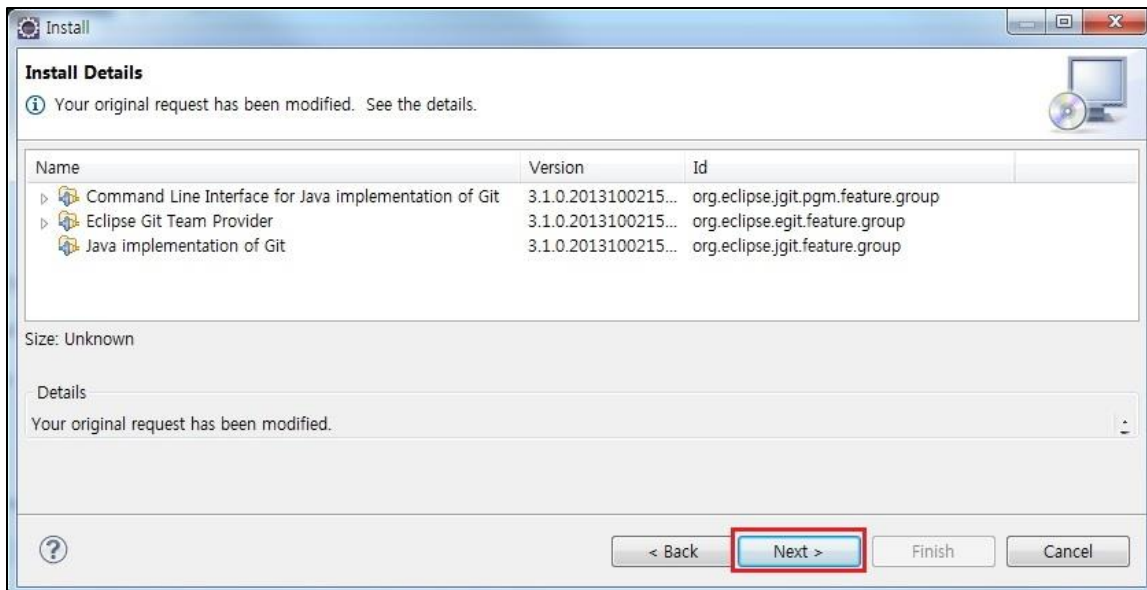 Install
Install Details
Your original request has been modified. See the details.
Name Version Id
Command Line Interface for Java implementation of Git 3.1.0.2013100215... org.eclipse.jgit.pgm.feature.group
Eclipse Git Team Provider 3.1.0.2013100215... org.eclipse.egit.feature.group
Java implementation of Git 3.1.0.2013100215... org.eclipse.jgit.feature.group
Size: Unknown
Details
Your original request has been modified.
< Back Next > Finish Cancel